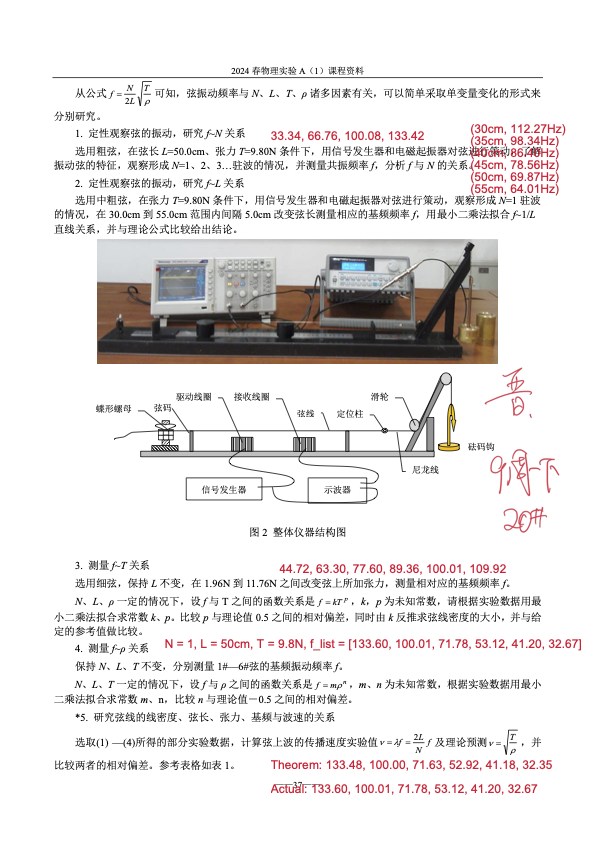 2024 春物理实验 A（1）课程资料
从公式 f = N/2L √(T/ρ) 可知，弦振动频率与 N、L、T、ρ 诸多因素有关，可以简单采取单变量变化的形式来
分别研究。
1. 定性观察弦的振动，研究 f~N 关系
33.34, 66.76, 100.08, 133.42
(30cm, 112.27Hz)
(35cm, 98.34Hz)
(40cm, 86.40Hz)
(45cm, 78.56Hz)
(50cm, 69.87Hz)
(55cm, 64.01Hz)
选用粗弦，在弦长 L=50.0cm、张力 T=9.80N 条件下，用信号发生器和电磁起振器对弦进行策动，了解
振动弦的特征，观察形成 N=1、2、3…驻波的情况，并测量共振频率 f，分析 f 与 N 的关系。
2. 定性观察弦的振动，研究 f~L 关系
选用中粗弦，在张力 T=9.80N 条件下，用信号发生器和电磁起振器对弦进行策动，观察形成 N=1 驻波
的情况，在 30.0cm 到 55.0cm 范围内间隔 5.0cm 改变弦长测量相应的基频频率 f，用最小二乘法拟合 f~1/L
直线关系，并与理论公式比较给出结论。
蝶形螺母
弦码
驱动线圈
接收线圈
弦线
定位柱
滑轮
砝码钩
尼龙线
信号发生器
示波器
9周一下
20#
图 2 整体仪器结构图
3. 测量 f~T 关系
44.72, 63.30, 77.60, 89.36, 100.01, 109.92
选用细弦，保持 L 不变，在 1.96N 到 11.76N 之间改变弦上所加张力，测量相应的基频频率 f。
N、L、ρ 一定的情况下，设 f 与 T 之间的函数关系是 f = kT^p，k，p 为未知常数，请根据实验数据用最
小二乘法拟合求常数 k、p。比较 p 与理论值 0.5 之间的相对偏差，同时由 k 反推求弦线密度的大小，并与给
定的参考值做比较。
4. 测量 f~ρ 关系
N = 1, L = 50cm, T = 9.8N, f_list = [133.60, 100.01, 71.78, 53.12, 41.20, 32.67]
保持 N、L、T 不变，分别测量 1#—6#弦的基频振动频率 f。
N、L、T 一定的情况下，设 f 与 ρ 之间的函数关系是 f = mρ^n，m、n 为未知常数，根据实验数据用最小
二乘法拟合求常数 m、n，比较 n 与理论值－0.5 之间的相对偏差。
*5. 研究弦线的线密度、弦长、张力、基频与波速的关系
选取(1) —(4)所得的部分实验数据，计算弦上波的传播速度实验值 v = λf = 2L/N f 及理论预测 v = √(T/ρ)，并
比较两者的相对偏差。参考表格如表 1。
Theorem: 133.48, 100.00, 71.63, 52.92, 41.18, 32.35
37
Actual: 133.60, 100.01, 71.78, 53.12, 41.20, 32.67